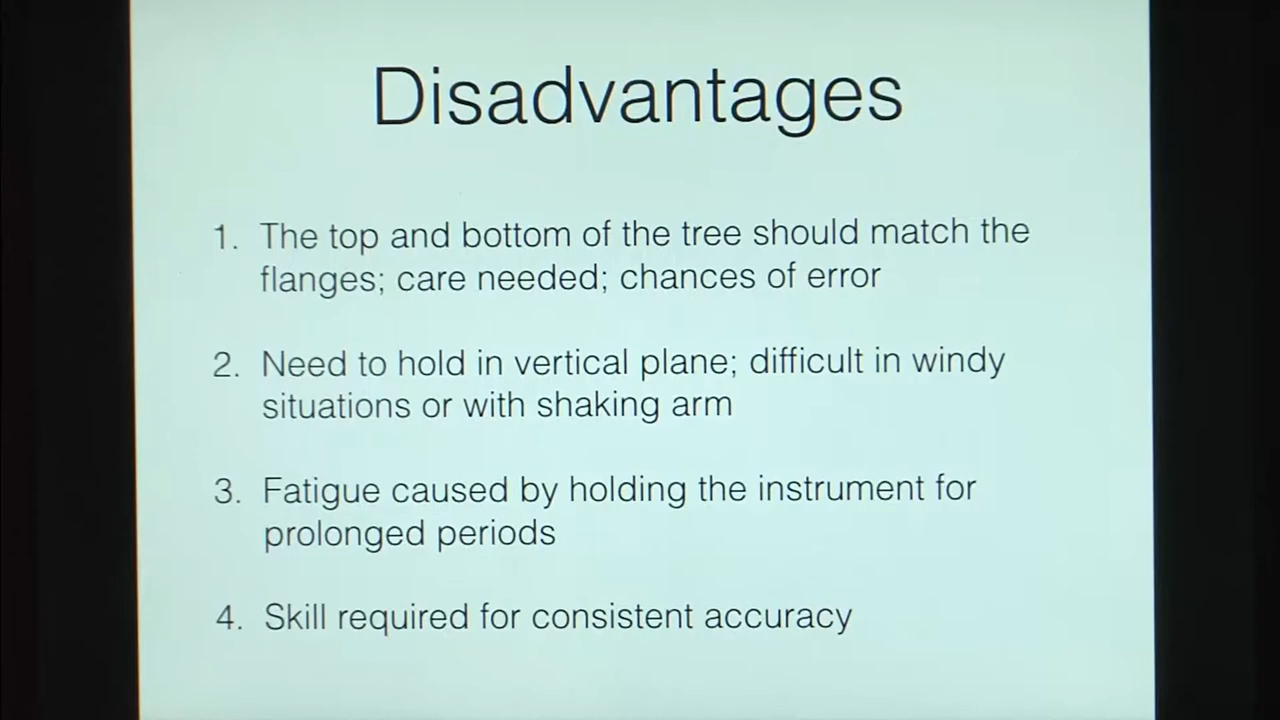 Disadvantages
1. The top and bottom of the tree should match the
flanges; care needed; chances of error
2. Need to hold in vertical plane; difficult in windy
situations or with shaking arm
3. Fatigue caused by holding the instrument for
prolonged periods
4. Skill required for consistent accuracy